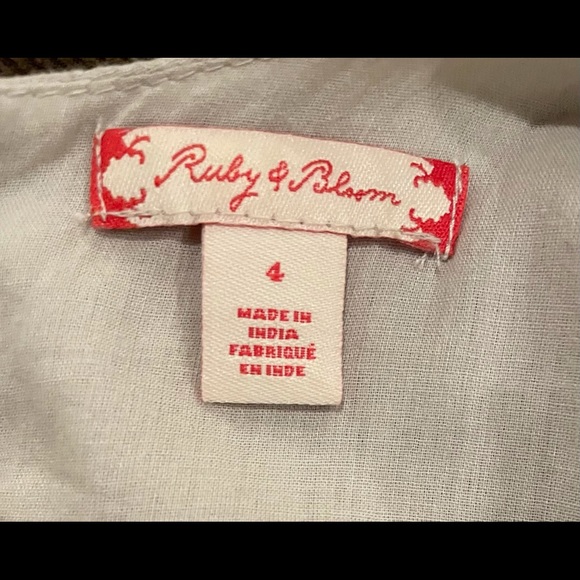 Ruby & Bloom
4
MADE IN
INDIA
FABRIQUÉ
EN INDE